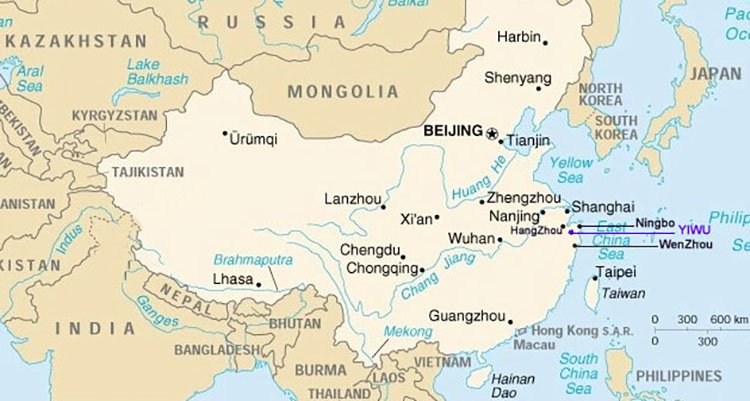 RUSSIA
KAZAKHSTAN
Aral
Sea
Lake
Balkhash
KYRGYZSTAN
TAJIKISTAN
MONGOLIA
Harbin
Shenyang
BEIJING
Tianjin
NORTH
KOREA
SOUTH
KOREA
JAPAN
Yellow
Sea
Ürümqi
Huang He
Lanzhou
Xi'an
Zhengzhou
Nanjing
Shanghai
HangZhou
Ningbo
YIWU
WenZhou
East
China
Sea
Wuhan
Chengdu
Chongqing
Chang Jiang
Lhasa
Brahmaputra
Indus
Ganges
NEPAL
BHUTAN
INDIA
BANGLADESH
BURMA
Mekong
LAOS
THAILAND
VIETNAM
Guangzhou
Hong Kong S.A.R.
Macau
Hainan
Dao
South
China
Sea
Taipei
Taiwan
0 300 600 km
0 300
PHILIPPINES
Philip
Sea
Pac
Oc
ANISTAN
KISTAN